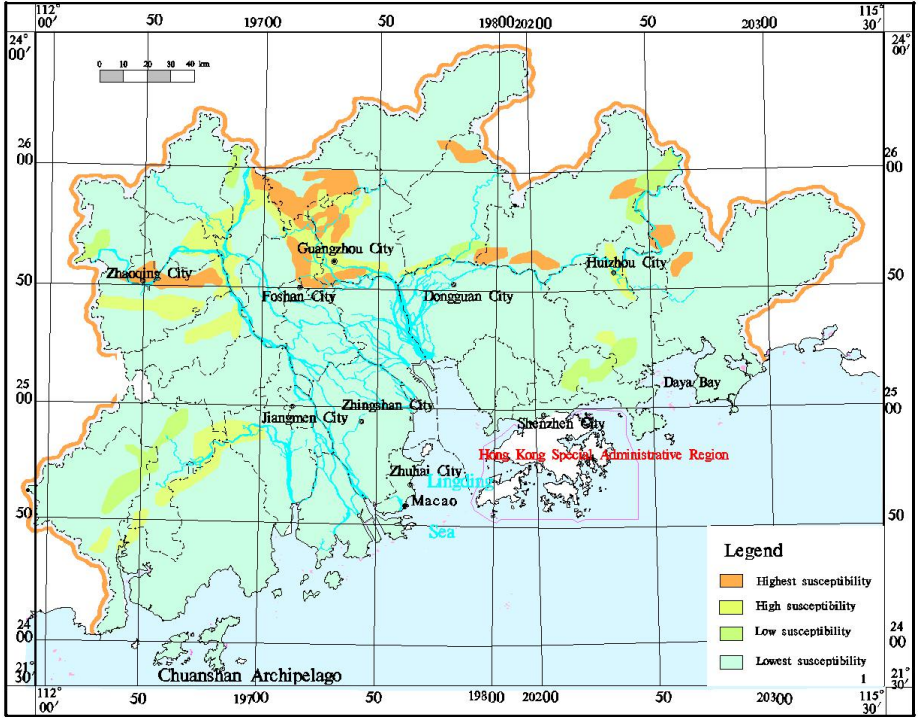 112° 00′ 50 19700 50 19800 20200 50 20300 115° 30′
24° 00′
0 10 20 30 40 km
26 00 26 00
Guangzhou City
Huizhou City
Zhaoqing City
50 50
Foshan City Dongguan City
Daya Bay
25 00 25 00
Zhingshan City
Jiangmen City Shenzhen City
Hong Kong Special Administrative Region
Zhuhai City
Lingding
Macao
50 50
Sea
Legend
Highest susceptibility
High susceptibility
Low susceptibility
Lowest susceptibility
1
24 00 24 00
21° 30′ 21° 30′
Chuanshan Archipelago
112° 00′ 50 19700 50 19800 20200 50 20300 115° 30′